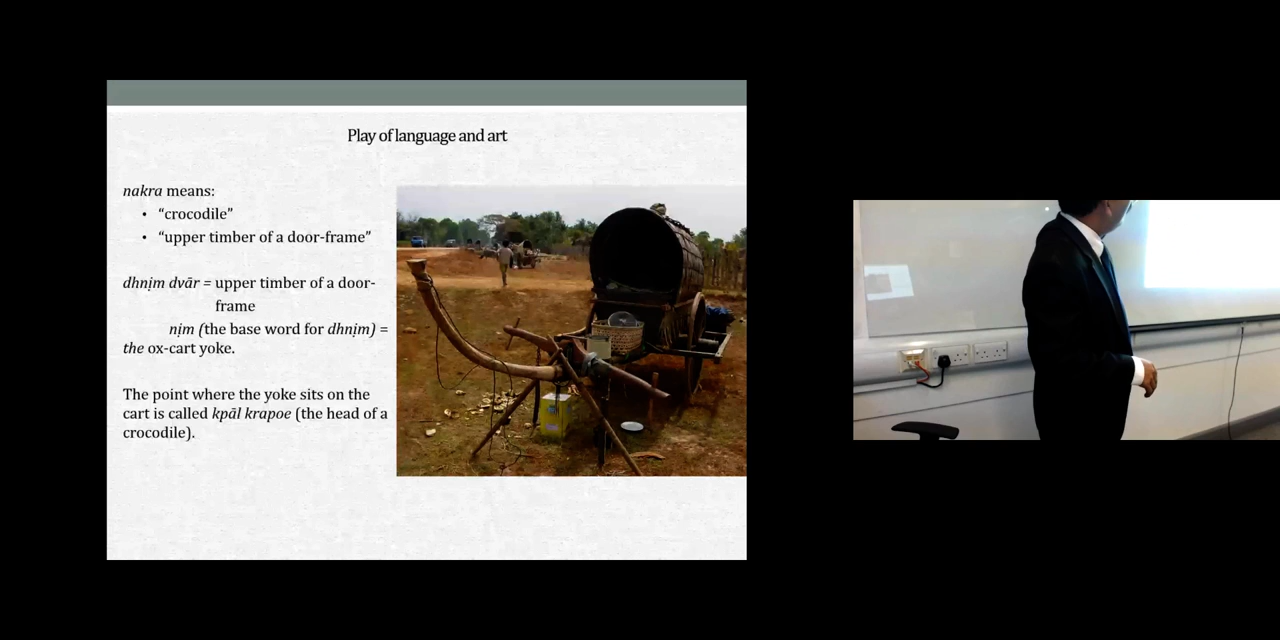 Play of language and art
nakra means:
• “crocodile”
• “upper timber of a door-frame”
dhnịm dvār = upper timber of a door-
frame
nịm (the base word for dhnịm) =
the ox-cart yoke.
The point where the yoke sits on the
cart is called kpāl krapoe (the head of a
crocodile).